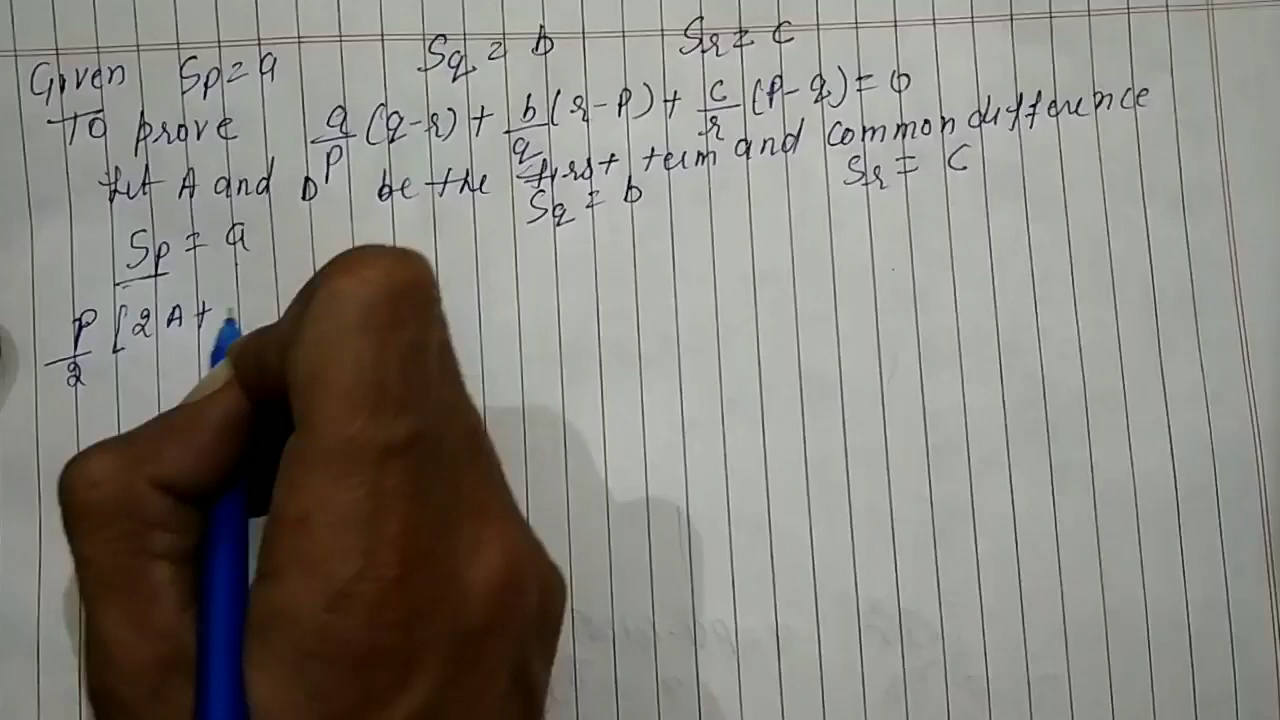 Given Sp = a Sq = b Sr = c
To prove a/p (q-r) + b/q (r-p) + c/r (p-q) = 0
Let A and D be the first term and common difference
Sp = a Sq = b Sr = c
p/2 [2A +